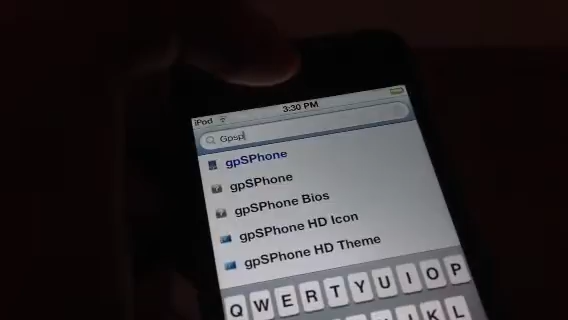 iPod 3:30 PM
Gpsp
gpSPhone
gpSPhone
gpSPhone Bios
gpSPhone HD Icon
gpSPhone HD Theme
Q W E R T Y U I O P
K L